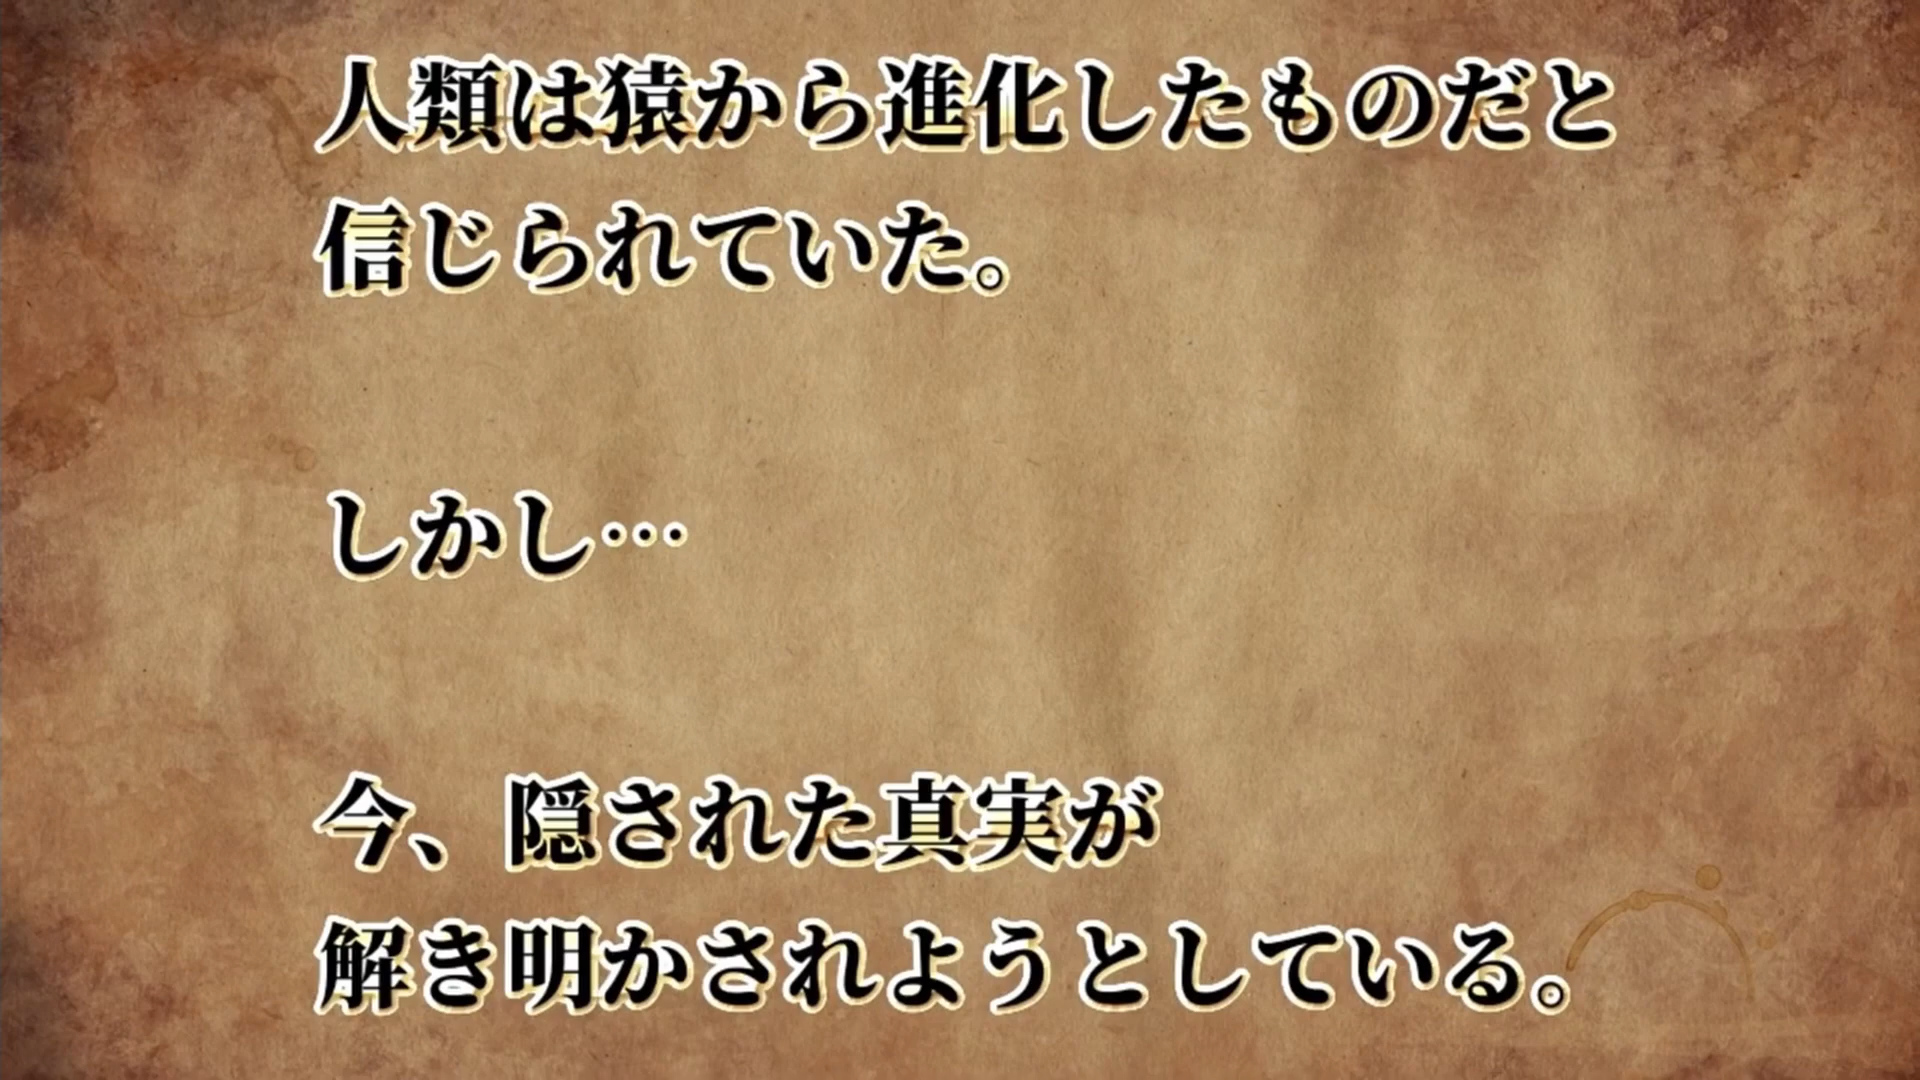 人類は猿から進化したものだと
信じられていた。
しかし…
今、隠された真実が
解き明かされようとしている。